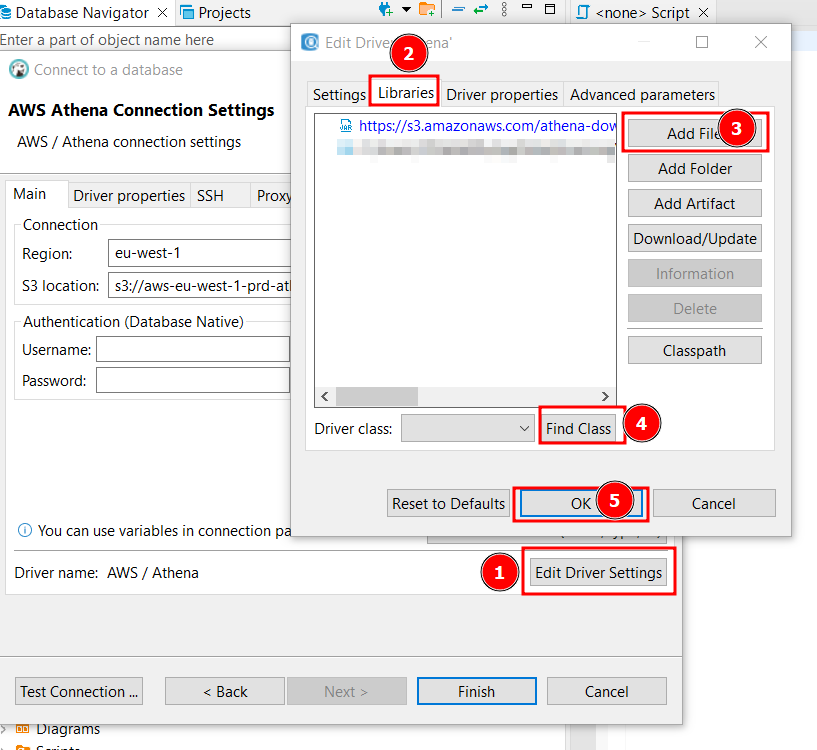 Database Navigator
Projects
<none> Script
Enter a part of object name here
Connect to a database
AWS Athena Connection Settings
AWS / Athena connection settings
Main
Driver properties
SSH
Proxy
Connection
Region:
eu-west-1
S3 location:
s3://aws-eu-west-1-prd-at
Authentication (Database Native)
Username:
Password:
You can use variables in connection pa
Driver name: AWS / Athena
1
Edit Driver Settings
Test Connection ...
< Back
Next >
Finish
Cancel
Diagrams
Edit Drive
2
Settings
Libraries
Driver properties
Advanced parameters
https://s3.amazonaws.com/athena-dow
Add File
3
Add Folder
Add Artifact
Download/Update
Information
Delete
Classpath
Driver class:
Find Class
4
Reset to Defaults
OK
5
Cancel